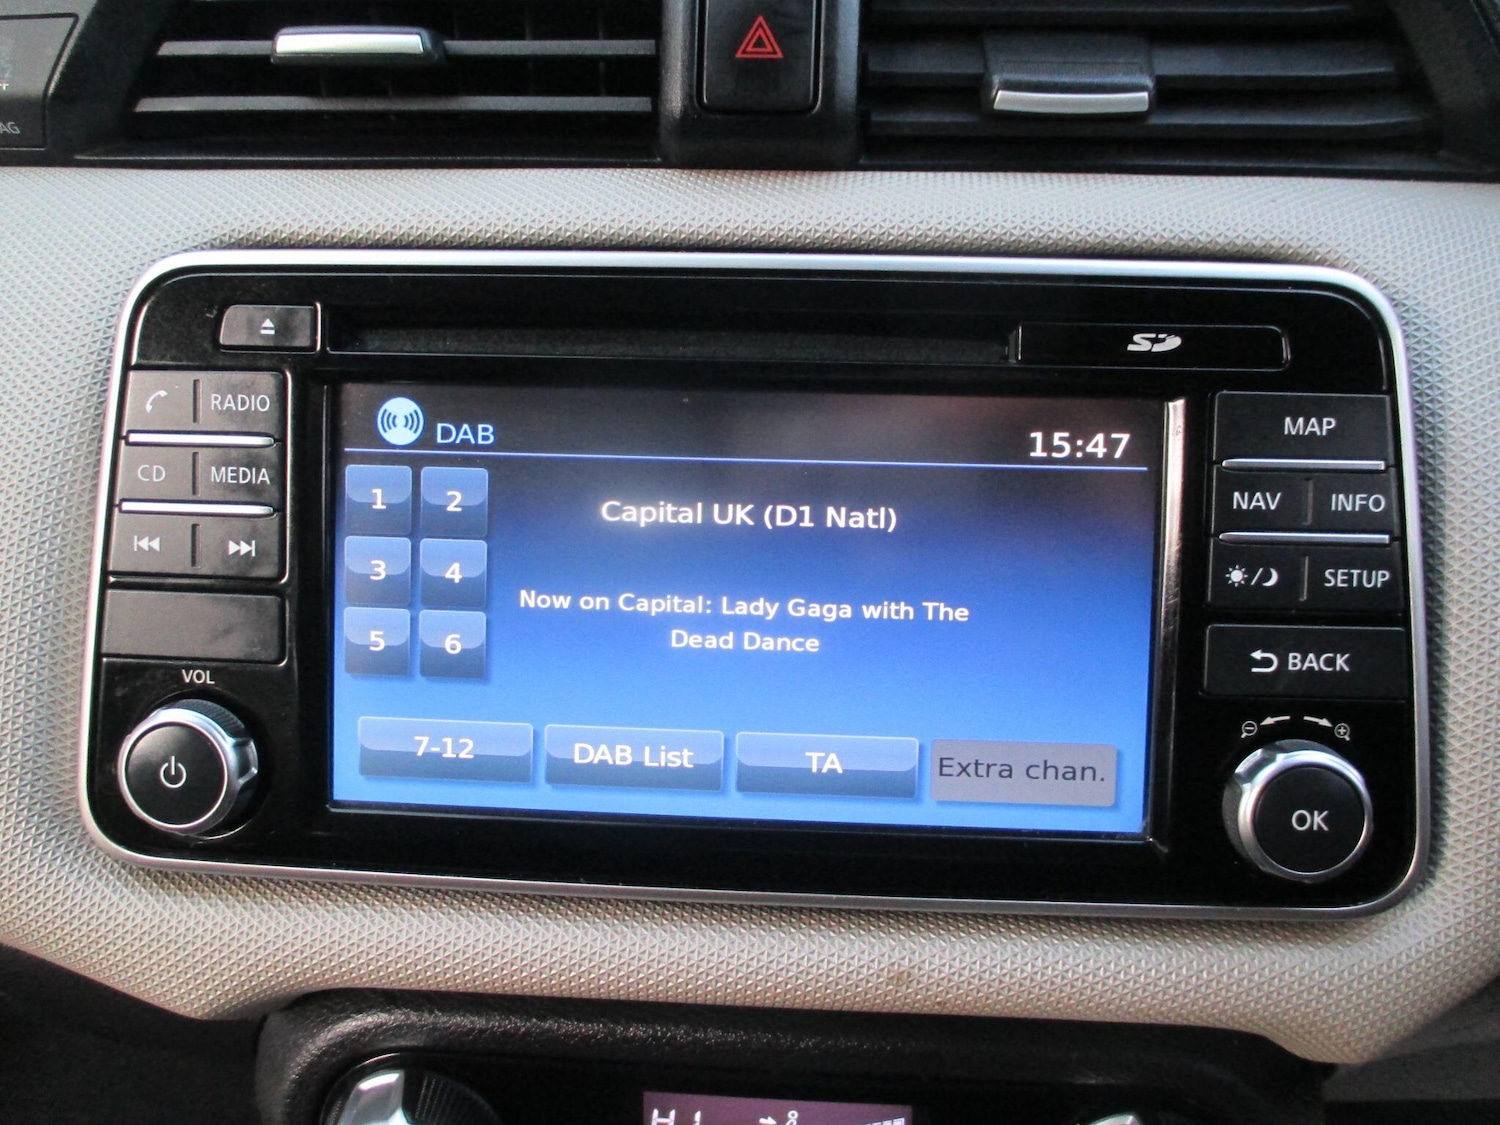 AG
SD
RADIO
CD
MEDIA
VOL
DAB
15:47
1
2
3
4
5
6
Capital UK (D1 Natl)
Now on Capital: Lady Gaga with The
Dead Dance
7-12
DAB List
TA
Extra chan.
MAP
NAV
INFO
SETUP
BACK
OK